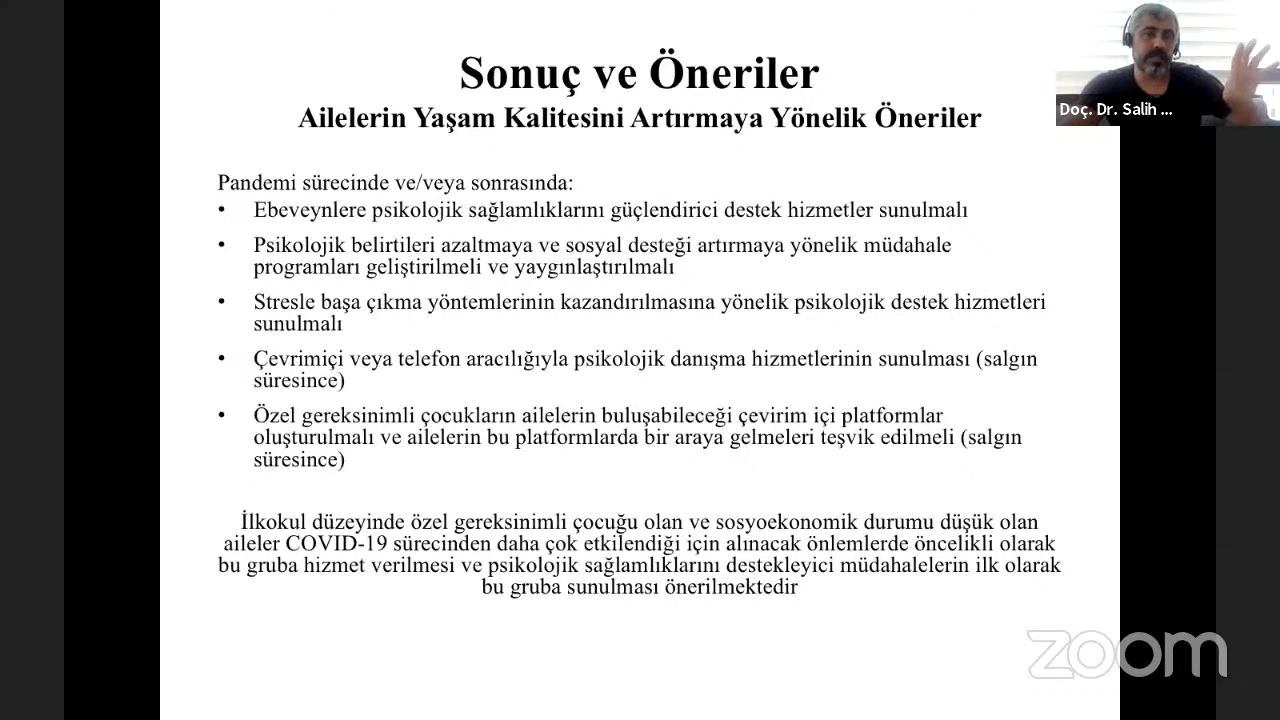 Sonuç ve Öneriler
Ailelerin Yaşam Kalitesini Artırmaya Yönelik Öneriler
Doç. Dr. Salih ...
Pandemi sürecinde ve/veya sonrasında:
• Ebeveynlere psikolojik sağlamlıklarını güçlendirici destek hizmetler sunulmalı
• Psikolojik belirtileri azaltmaya ve sosyal desteği artırmaya yönelik müdahale
programları geliştirilmeli ve yaygınlaştırılmalı
• Stresle başa çıkma yöntemlerinin kazandırılmasına yönelik psikolojik destek hizmetleri
sunulmalı
• Çevrimiçi veya telefon aracılığıyla psikolojik danışma hizmetlerinin sunulması (salgın
süresince)
• Özel gereksinimli çocukların ailelerin buluşabileceği çevirim içi platformlar
oluşturulmalı ve ailelerin bu platformlarda bir araya gelmeleri teşvik edilmeli (salgın
süresince)
İlkokul düzeyinde özel gereksinimli çocuğu olan ve sosyoekonomik durumu düşük olan
aileler COVID-19 sürecinden daha çok etkilendiği için alınacak önlemlerde öncelikli olarak
bu gruba hizmet verilmesi ve psikolojik sağlamlıklarını destekleyici müdahalelerin ilk olarak
bu gruba sunulması önerilmektedir
zoom